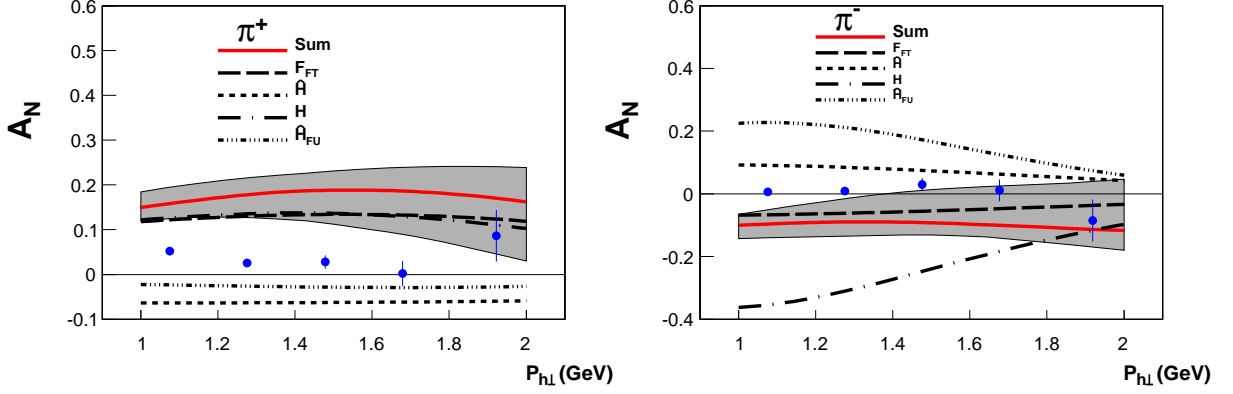 π+
Sum
F_FT
Ĥ
H
Ĥ_FU
A_N
0.6
0.5
0.4
0.3
0.2
0.1
0
-0.1
1
1.2
1.4
1.6
1.8
2
P_h⊥ (GeV)
π-
Sum
F_FT
Ĥ
H
Ĥ_FU
A_N
0.6
0.4
0.2
0
-0.2
-0.4
1
1.2
1.4
1.6
1.8
2
P_h⊥ (GeV)